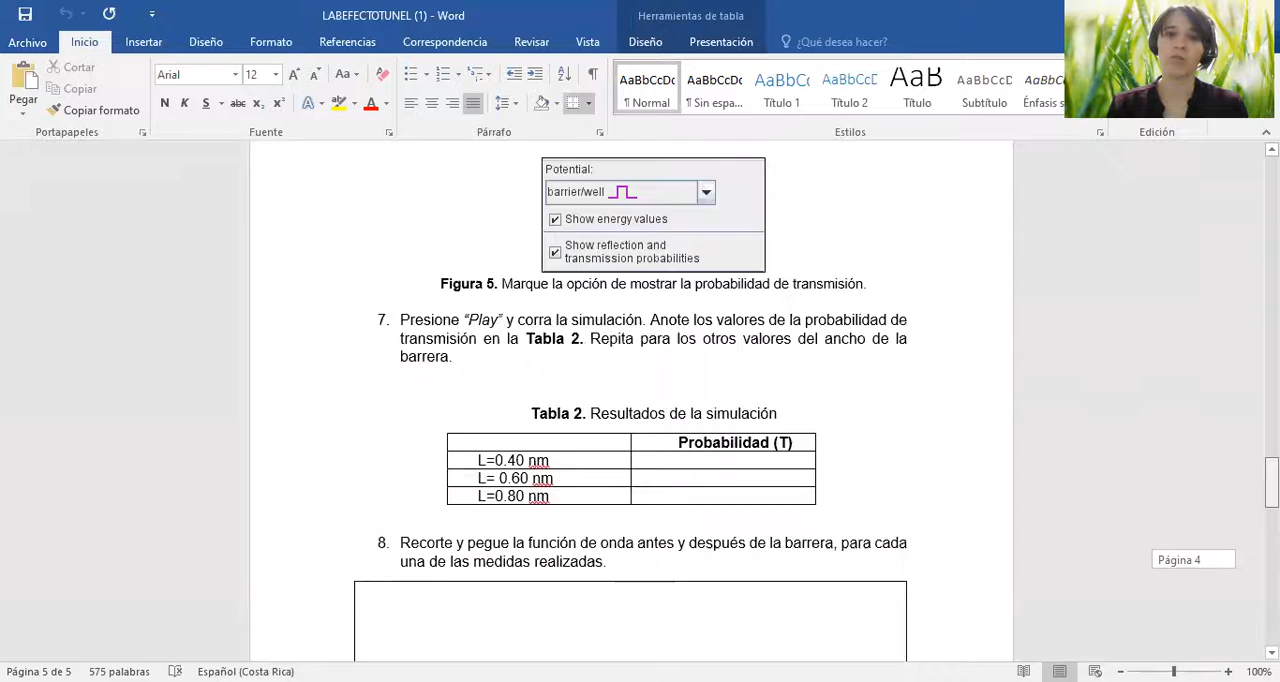 LABEFECTOTUNEL (1) - Word
Herramientas de tabla
Archivo
Inicio
Insertar
Diseño
Formato
Referencias
Correspondencia
Revisar
Vista
Diseño
Presentación
¿Qué desea hacer?
Pegar
Cortar
Copiar
Copiar formato
Portapapeles
Arial
12
Aa
N K S abc x₂ x²
Fuente
Párrafo
AaBbCcDc
¶ Normal
AaBbCcDc
¶ Sin espa...
AaBbCc
Título 1
AaBbCcD
Título 2
AaB
Título
AaBbCcD
Subtítulo
AaBbCc
Énfasis s
Estilos
Edición
Potential:
barrier/well
Show energy values
Show reflection and
transmission probabilities
Figura 5. Marque la opción de mostrar la probabilidad de transmisión.
7. Presione “Play” y corra la simulación. Anote los valores de la probabilidad de
transmisión en la Tabla 2. Repita para los otros valores del ancho de la
barrera.
Tabla 2. Resultados de la simulación
Probabilidad (T)
L=0.40 nm
L= 0.60 nm
L=0.80 nm
8. Recorte y pegue la función de onda antes y después de la barrera, para cada
una de las medidas realizadas.
Página 4
Página 5 de 5
575 palabras
Español (Costa Rica)
100%